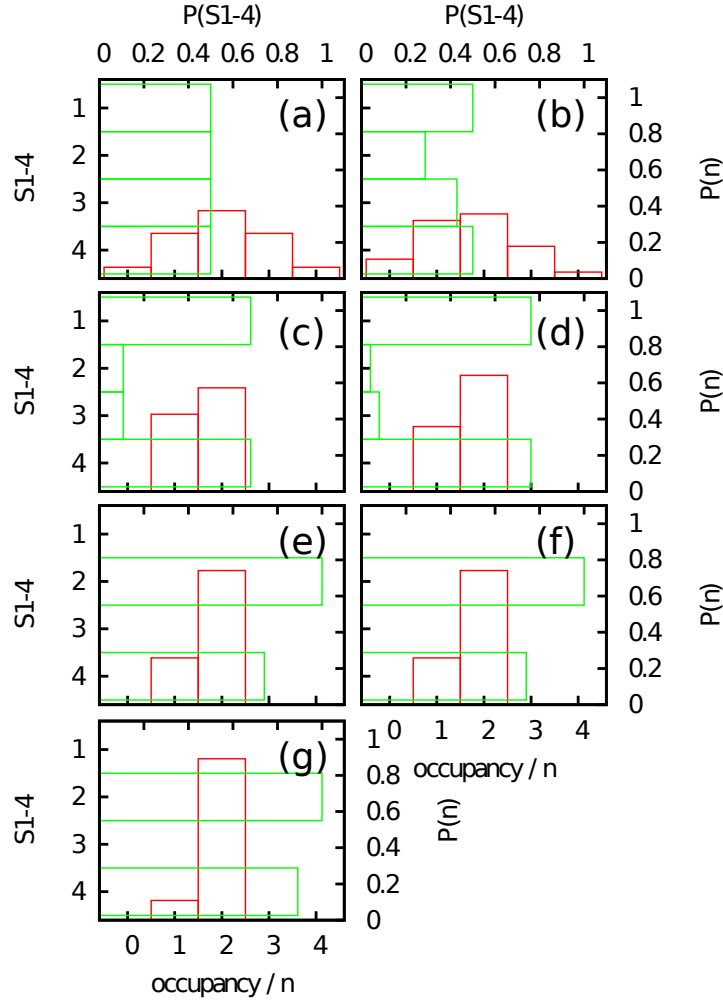 P(S1-4) P(S1-4)
0 0.2 0.4 0.6 0.8 1 0 0.2 0.4 0.6 0.8 1
S1-4 1 2 3 4 (a) (b) 1 0.8 0.6 0.4 0.2 0 P(n)
S1-4 1 2 3 4 (c) (d) 1 0.8 0.6 0.4 0.2 0 P(n)
S1-4 1 2 3 4 (e) (f) 1 0.8 0.6 0.4 0.2 0 P(n)
0 1 2 3 4
occupancy / n
S1-4 1 2 3 4 (g) 1 0.8 0.6 0.4 0.2 0 P(n)
0 1 2 3 4
occupancy / n